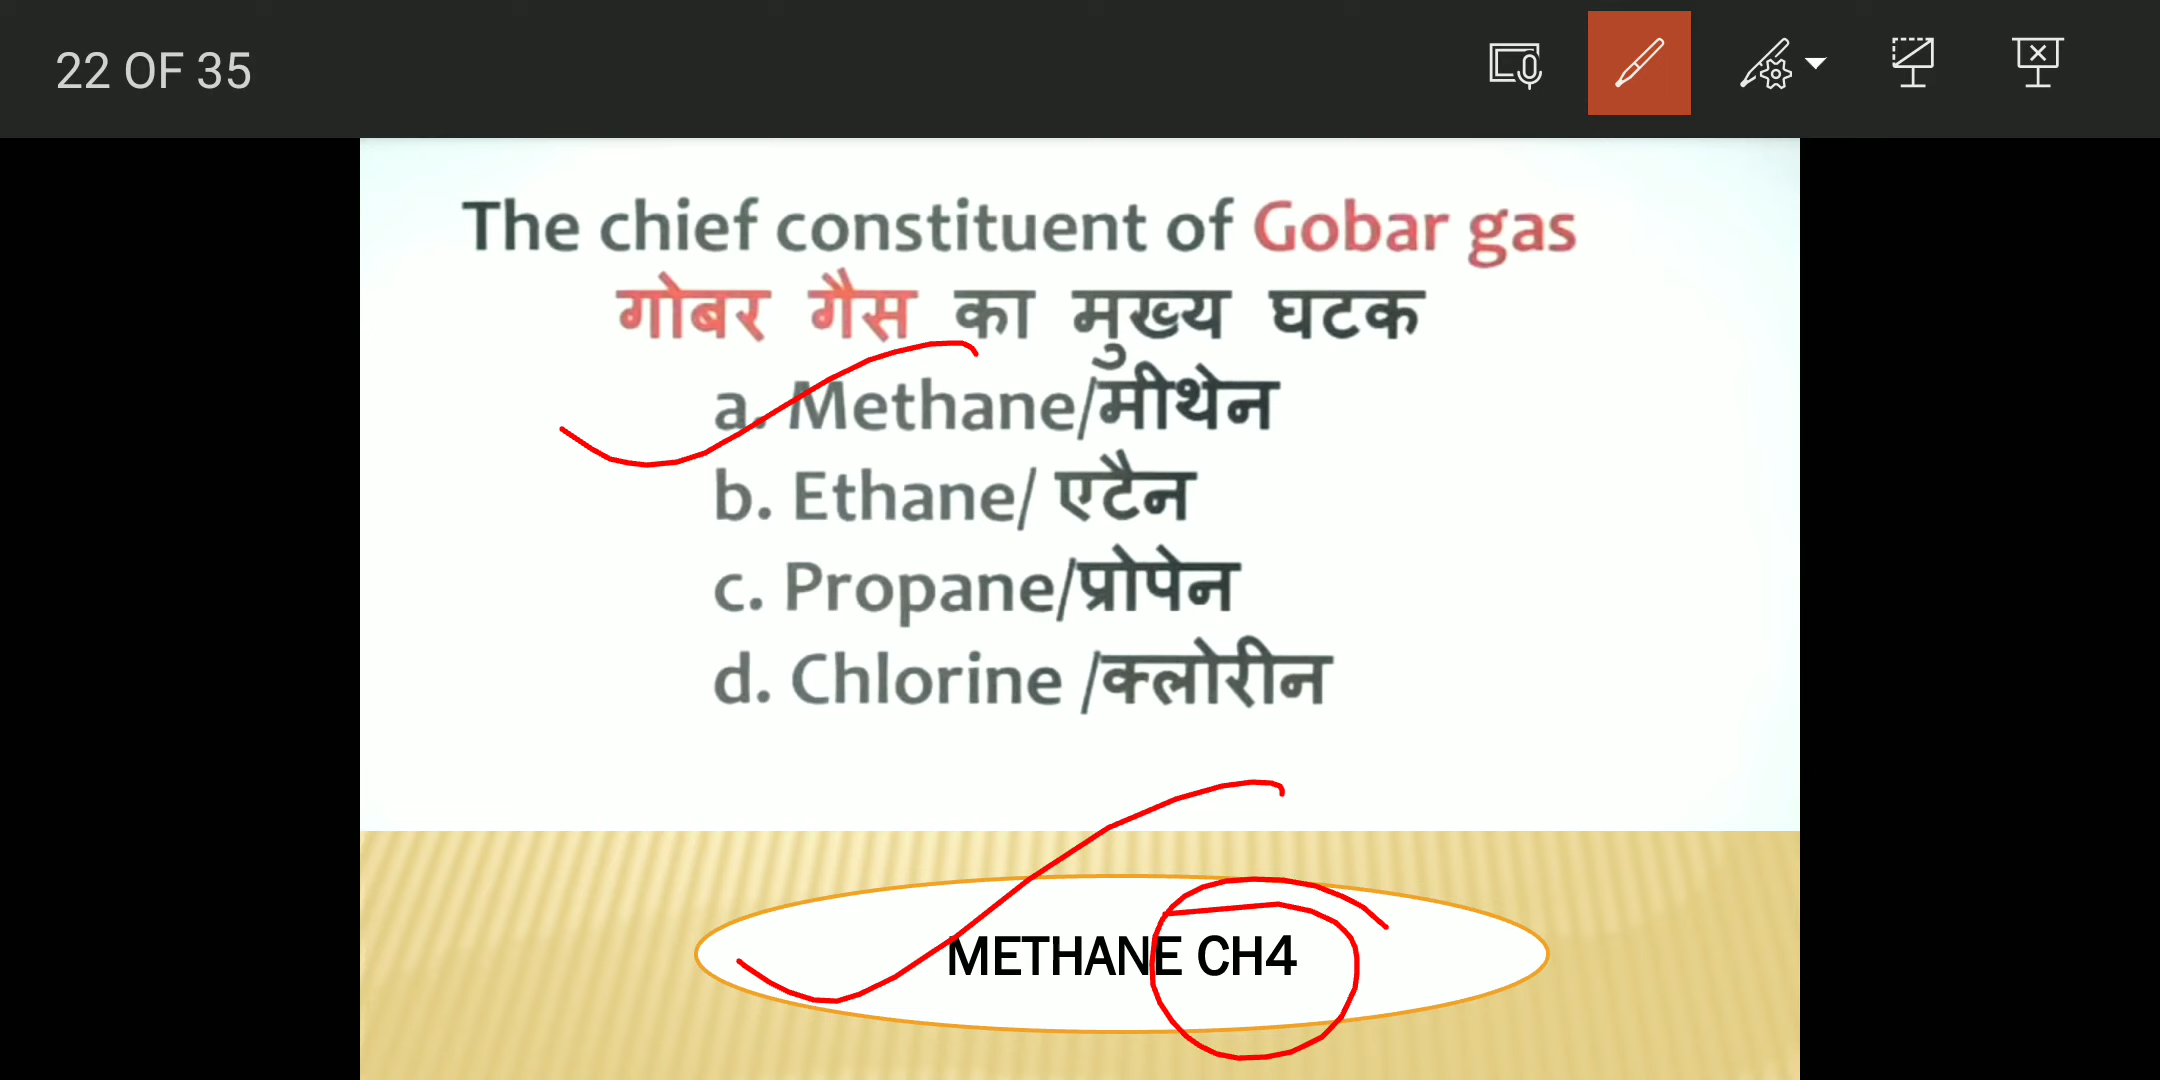 22 OF 35
The chief constituent of Gobar gas
गोबर गैस का मुख्य घटक
a. Methane/मीथेन
b. Ethane/ एटैन
c. Propane/प्रोपेन
d. Chlorine /क्लोरीन
METHANE CH4